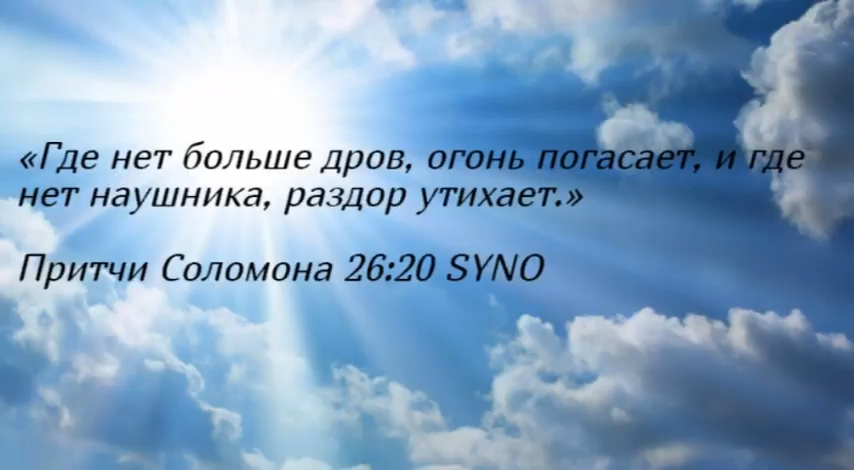 «Где нет больше дров, огонь погасает, и где
нет наушника, раздор утихает.»
Притчи Соломона 26:20 SYNO